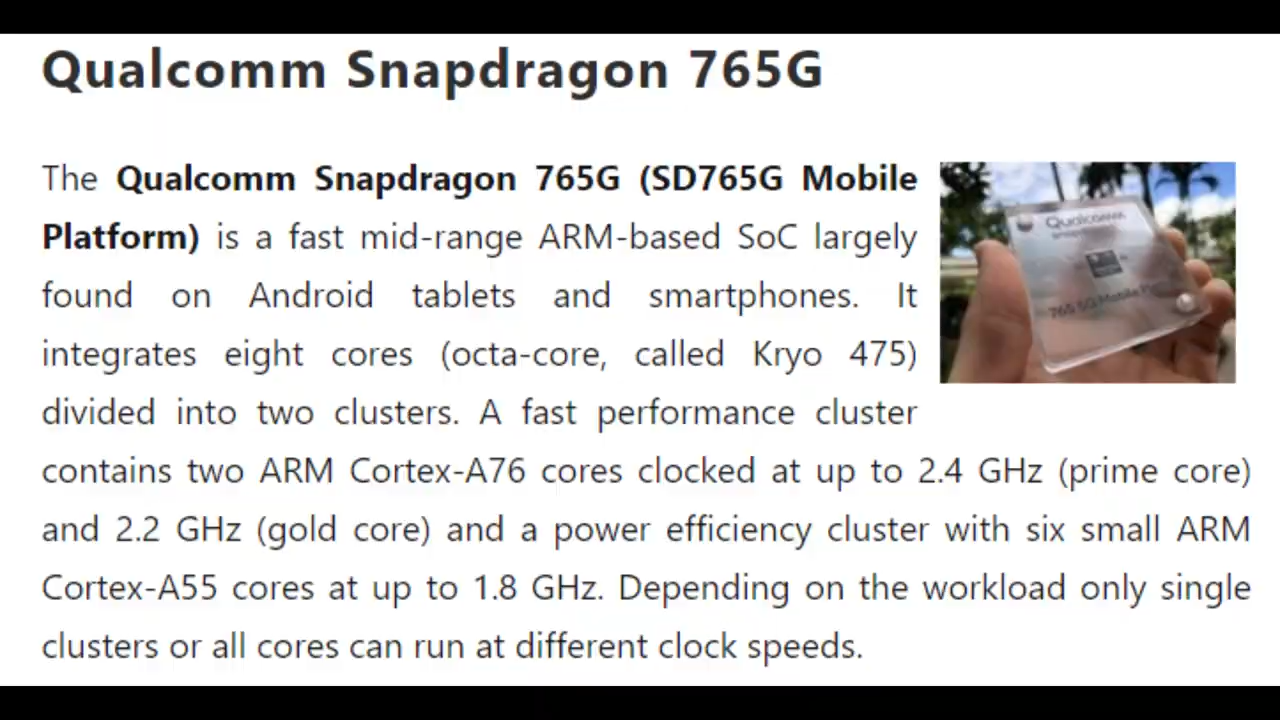 Qualcomm Snapdragon 765G
The Qualcomm Snapdragon 765G (SD765G Mobile
Platform) is a fast mid-range ARM-based SoC largely
found on Android tablets and smartphones. It
integrates eight cores (octa-core, called Kryo 475)
divided into two clusters. A fast performance cluster
contains two ARM Cortex-A76 cores clocked at up to 2.4 GHz (prime core)
and 2.2 GHz (gold core) and a power efficiency cluster with six small ARM
Cortex-A55 cores at up to 1.8 GHz. Depending on the workload only single
clusters or all cores can run at different clock speeds.
Qualcomm
765 5G Mobile